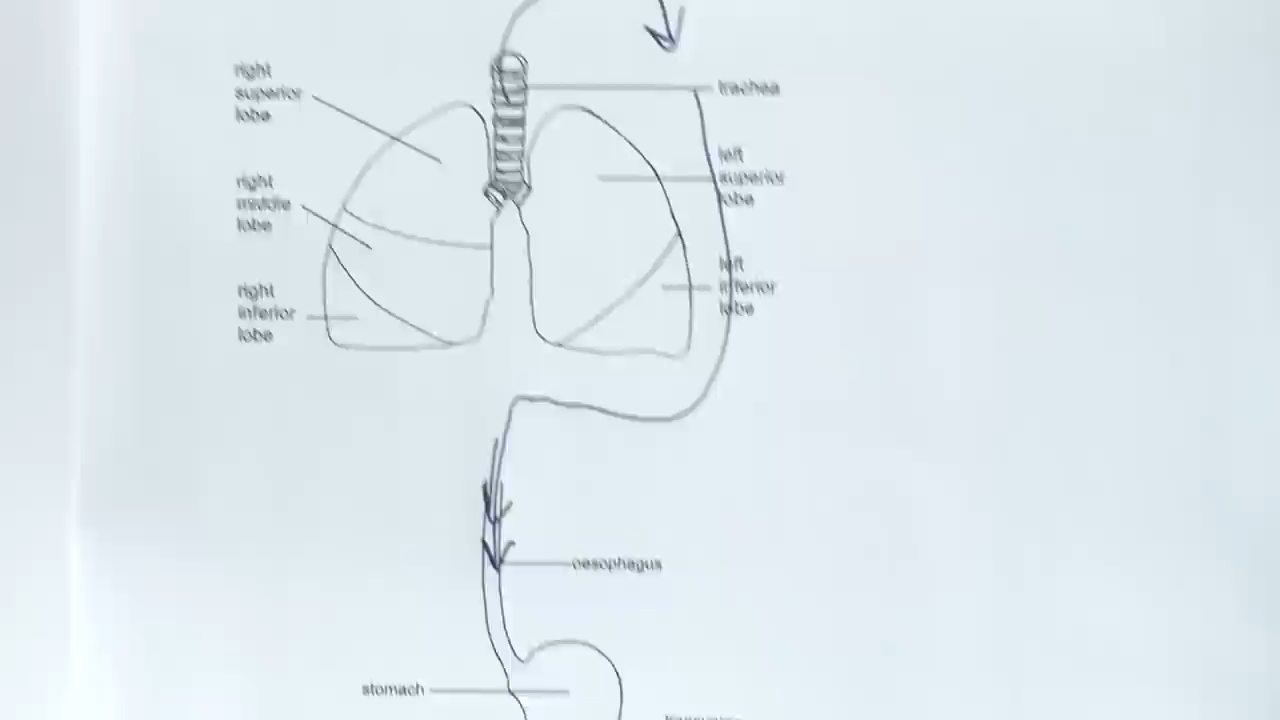 right
superior
lobe
trachea
left
superior
lobe
right
middle
lobe
left
inferior
lobe
right
inferior
lobe
oesophagus
stomach